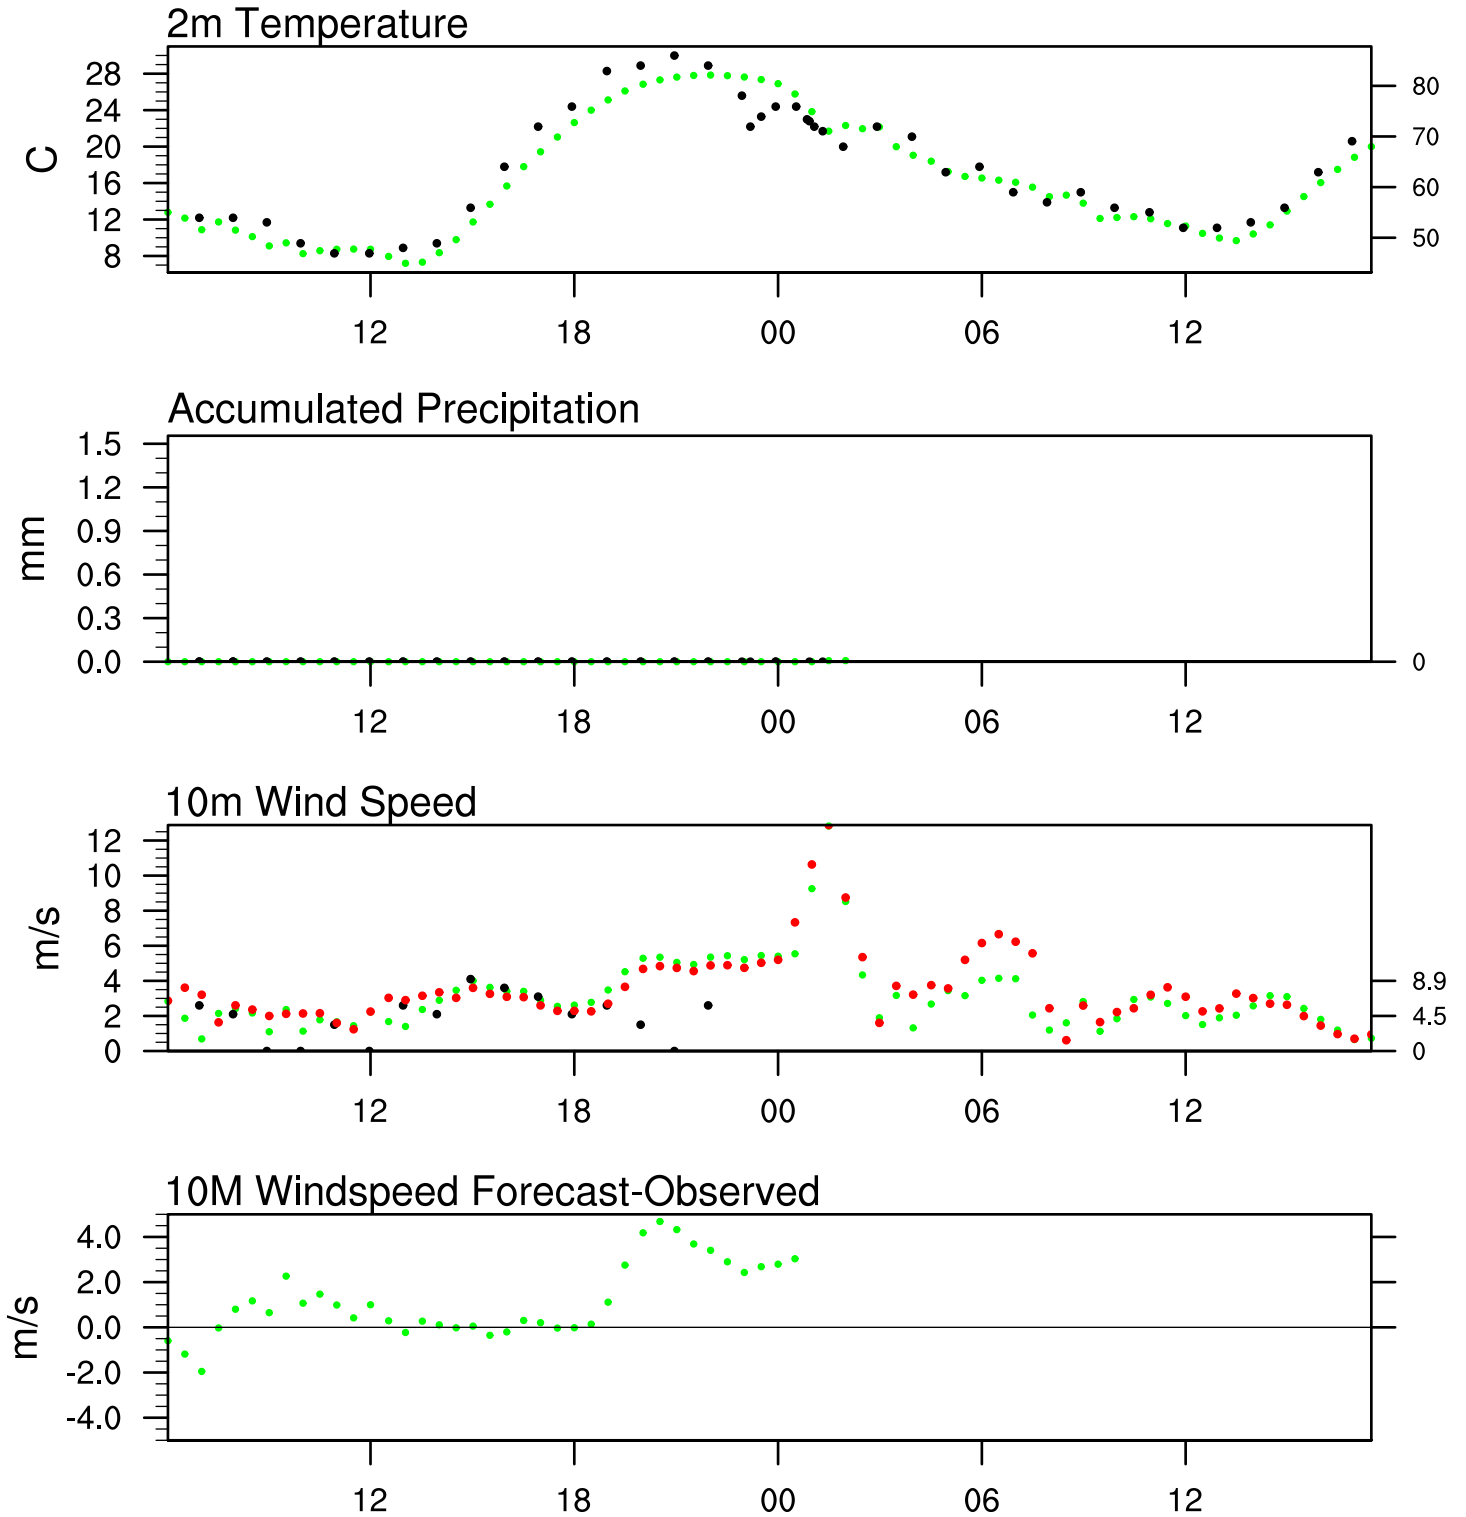 2m Temperature
28
24
20
16
12
8
C
80
70
60
50
12 18 00 06 12
Accumulated Precipitation
1.5
1.2
0.9
0.6
0.3
0.0
mm
0
12 18 00 06 12
10m Wind Speed
12
10
8
6
4
2
0
m/s
8.9
4.5
0
12 18 00 06 12
10M Windspeed Forecast-Observed
4.0
2.0
0.0
-2.0
-4.0
m/s
12 18 00 06 12